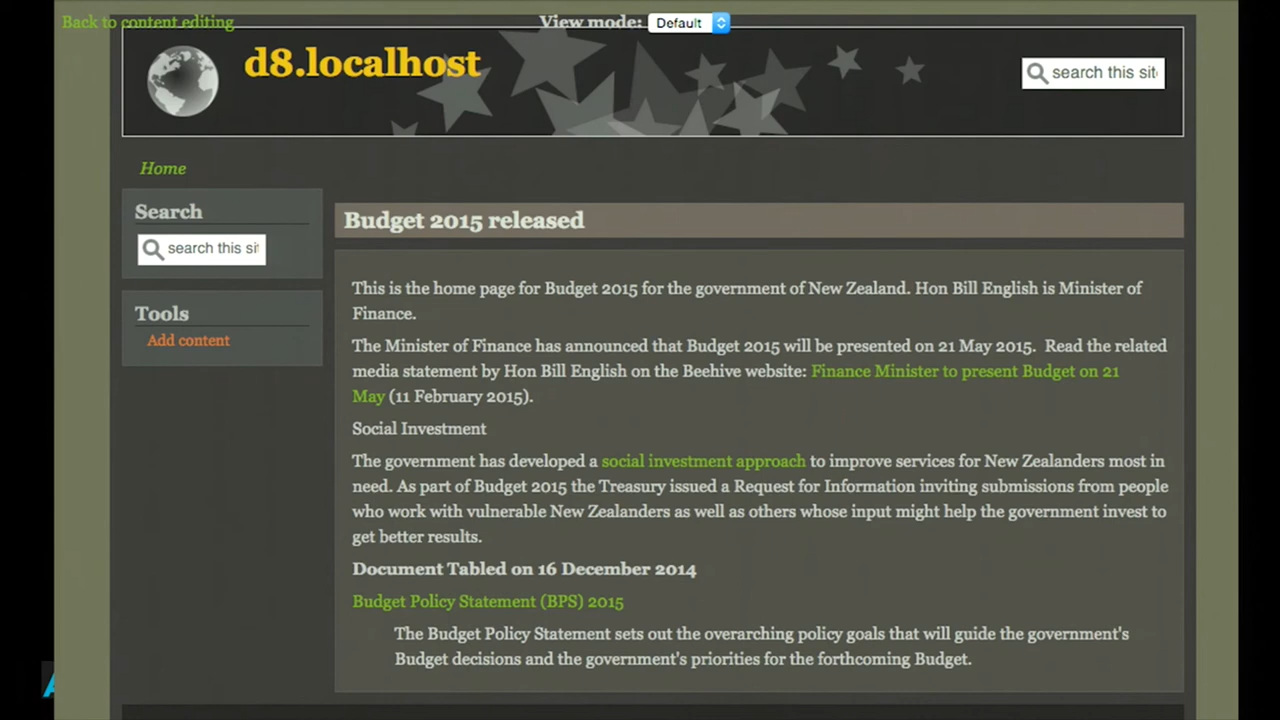 Back to content editing
View mode: Default
d8.localhost
search this sit
Home
Search
search this sit
Tools
Add content
Budget 2015 released
This is the home page for Budget 2015 for the government of New Zealand. Hon Bill English is Minister of
Finance.
The Minister of Finance has announced that Budget 2015 will be presented on 21 May 2015. Read the related
media statement by Hon Bill English on the Beehive website: Finance Minister to present Budget on 21
May (11 February 2015).
Social Investment
The government has developed a social investment approach to improve services for New Zealanders most in
need. As part of Budget 2015 the Treasury issued a Request for Information inviting submissions from people
who work with vulnerable New Zealanders as well as others whose input might help the government invest to
get better results.
Document Tabled on 16 December 2014
Budget Policy Statement (BPS) 2015
The Budget Policy Statement sets out the overarching policy goals that will guide the government's
Budget decisions and the government's priorities for the forthcoming Budget.